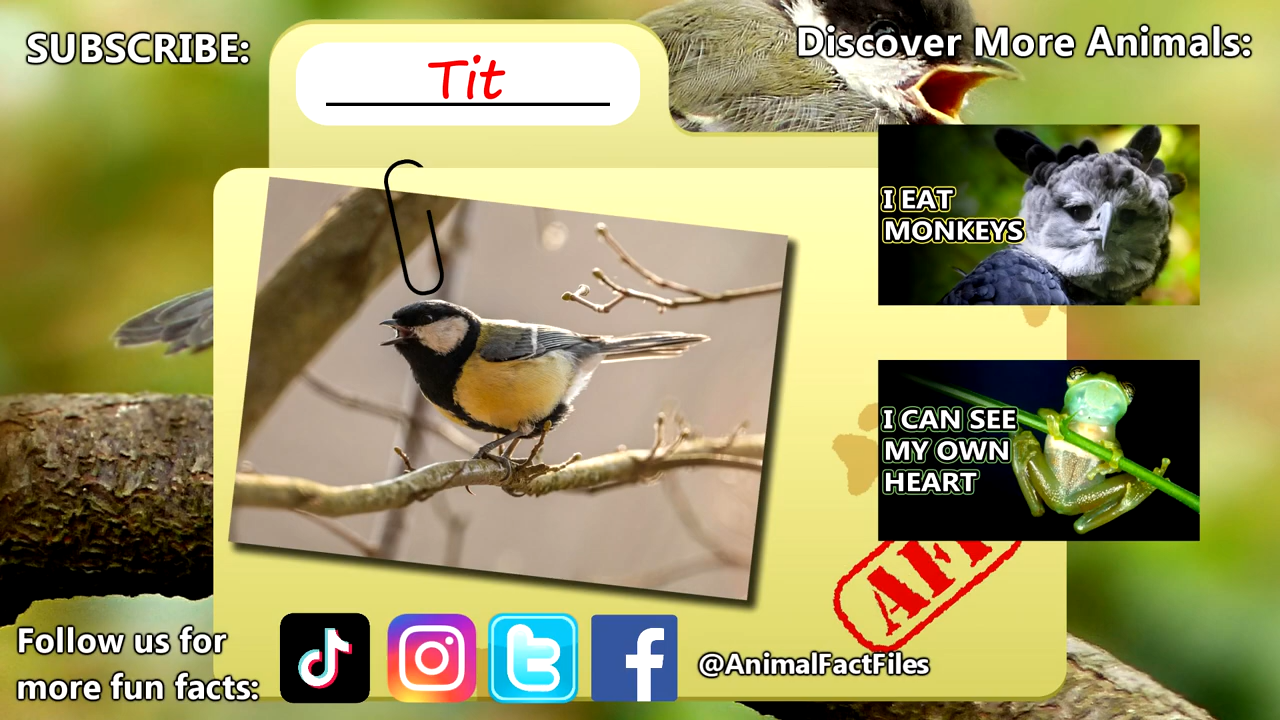 SUBSCRIBE:
Tit
Discover More Animals:
I EAT
MONKEYS
I CAN SEE
MY OWN
HEART
AFF
Follow us for
more fun facts:
@AnimalFactFiles